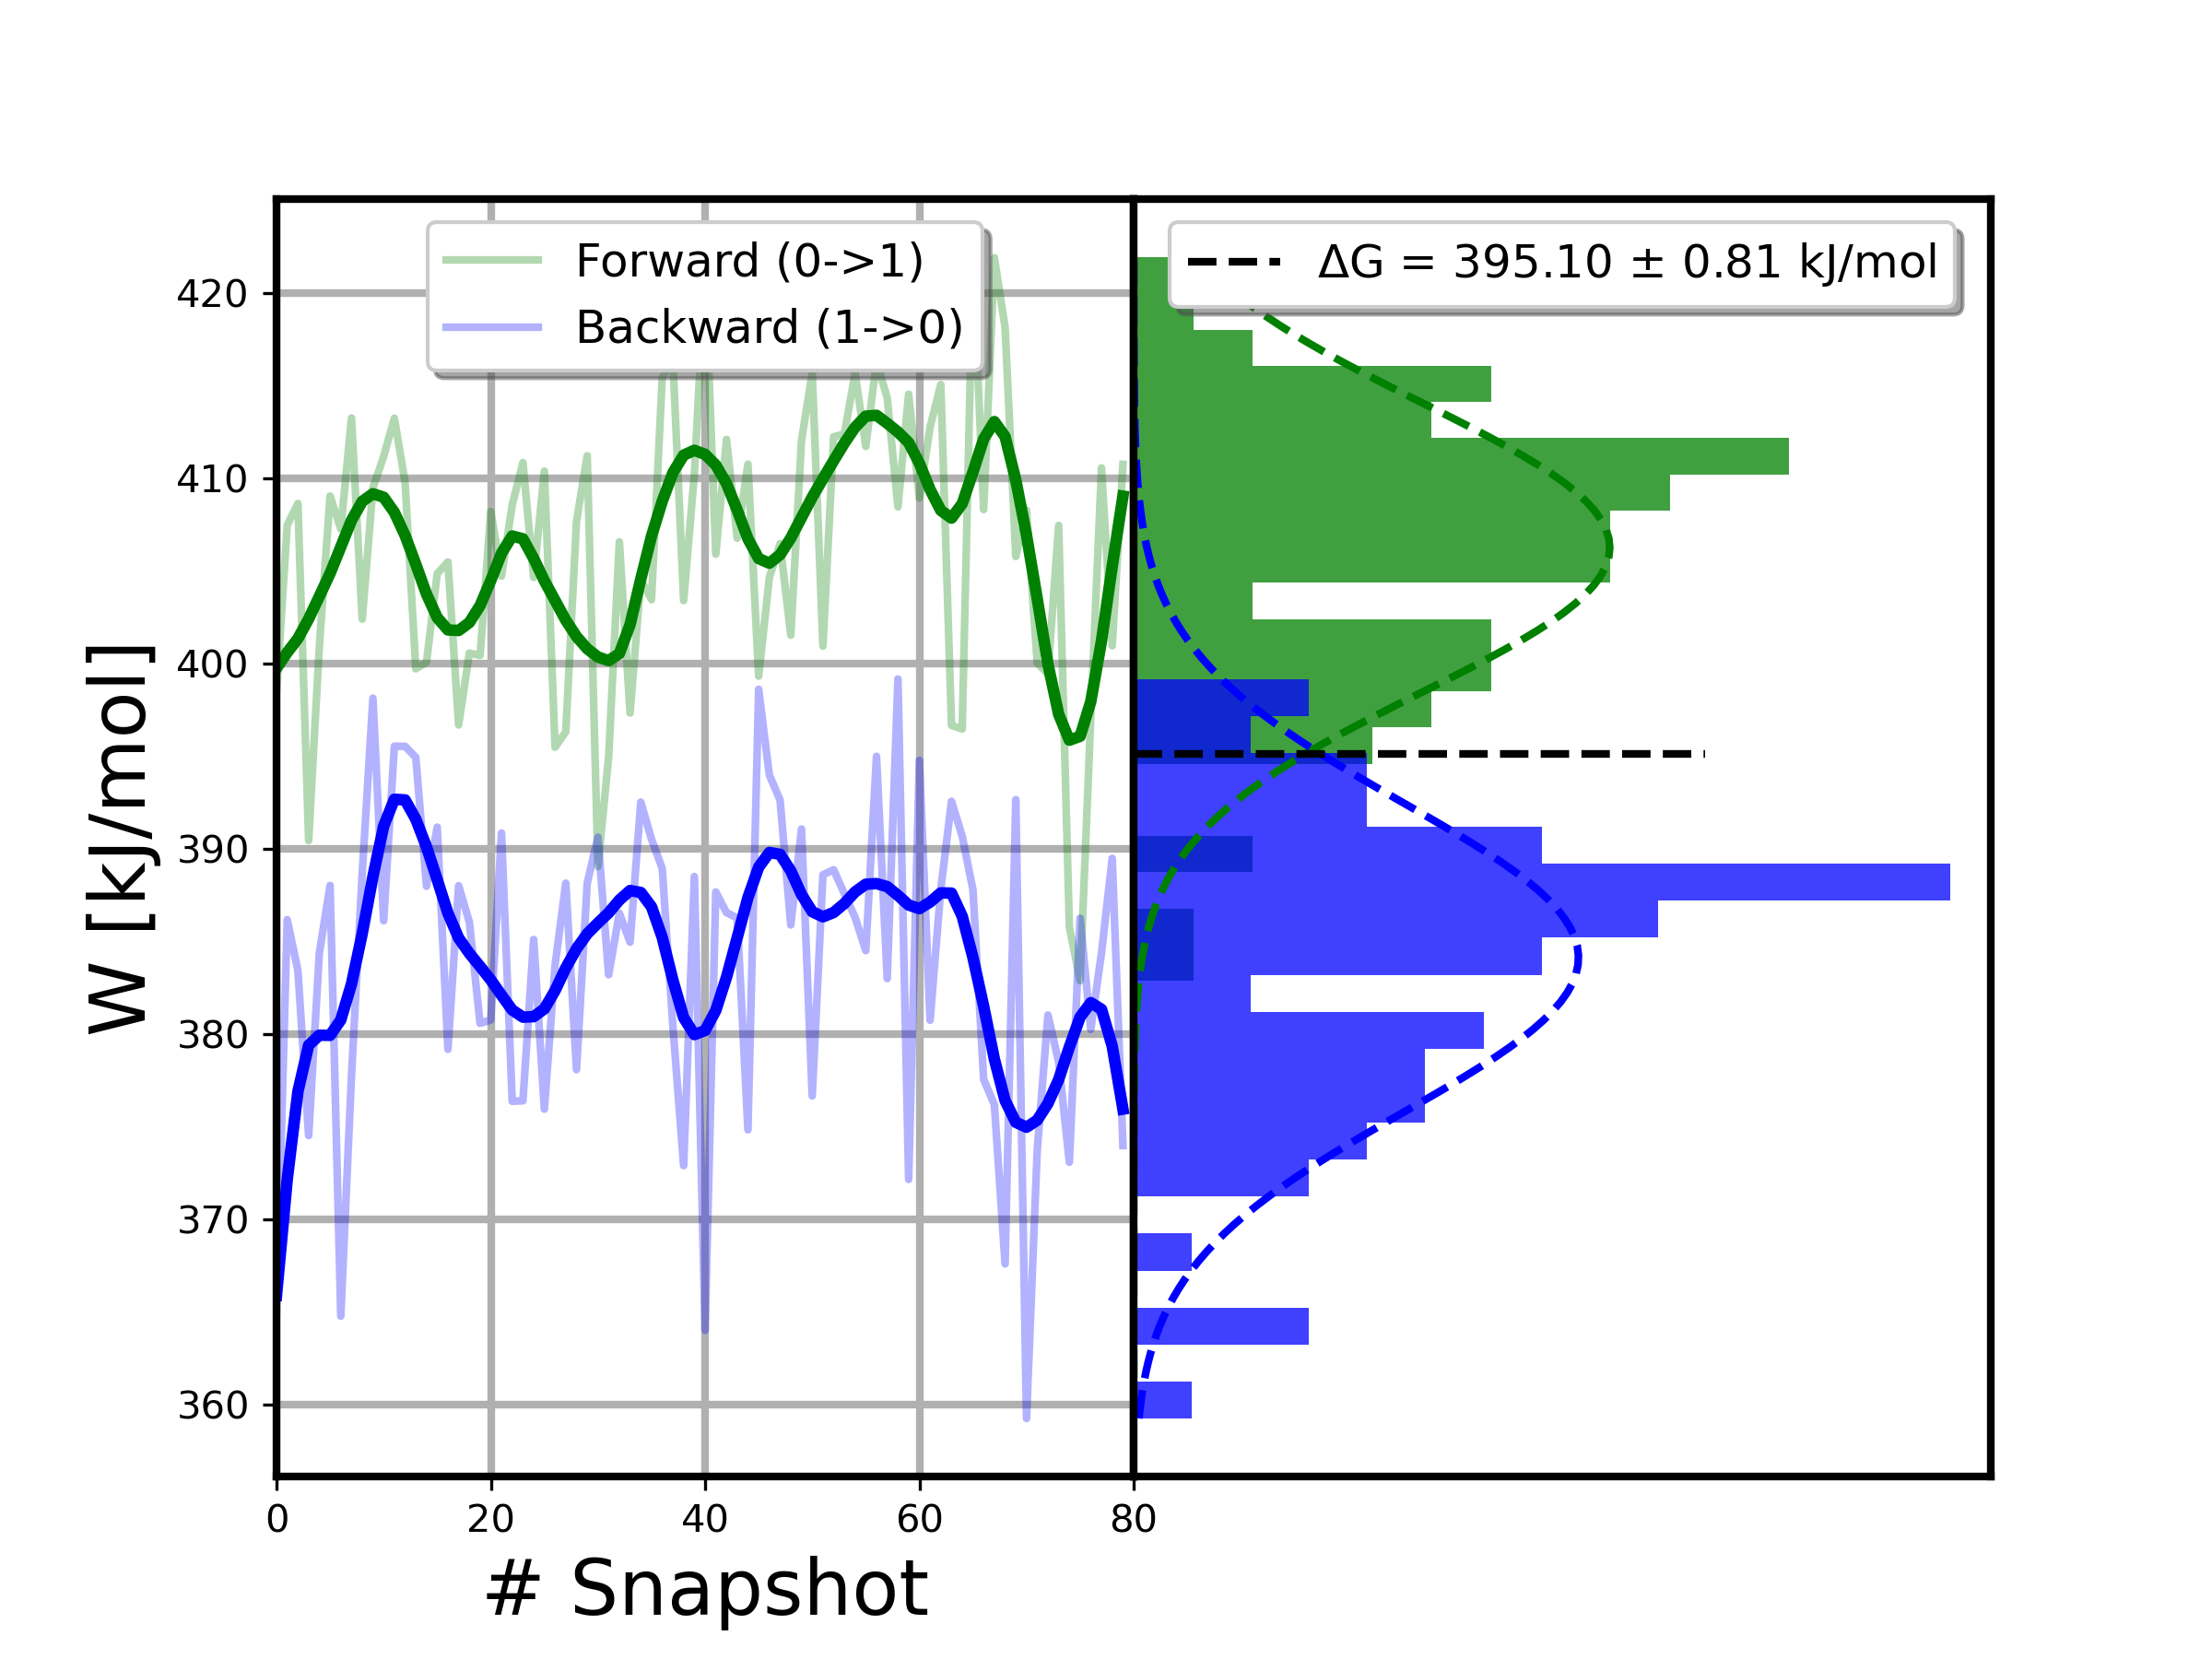 Forward (0->1)
Backward (1->0)
ΔG = 395.10 ± 0.81 kJ/mol
W [kJ/mol]
420
410
400
390
380
370
360
0 20 40 60 80
# Snapshot